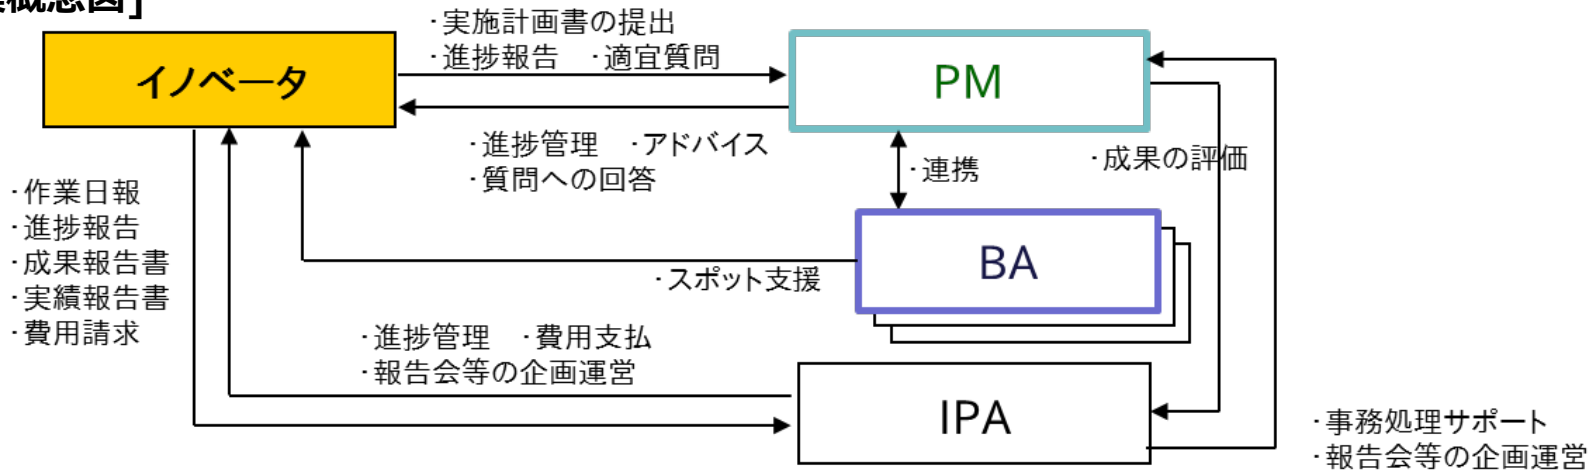 概念図]
・実施計画書の提出
・進捗報告　・適宜質問
イノベータ
PM
・進捗管理　・アドバイス
・質問への回答
・連携
・成果の評価
・作業日報
・進捗報告
・成果報告書
・実績報告書
・費用請求
BA
・スポット支援
・進捗管理　・費用支払
・報告会等の企画運営
IPA
・事務処理サポート
・報告会等の企画運営